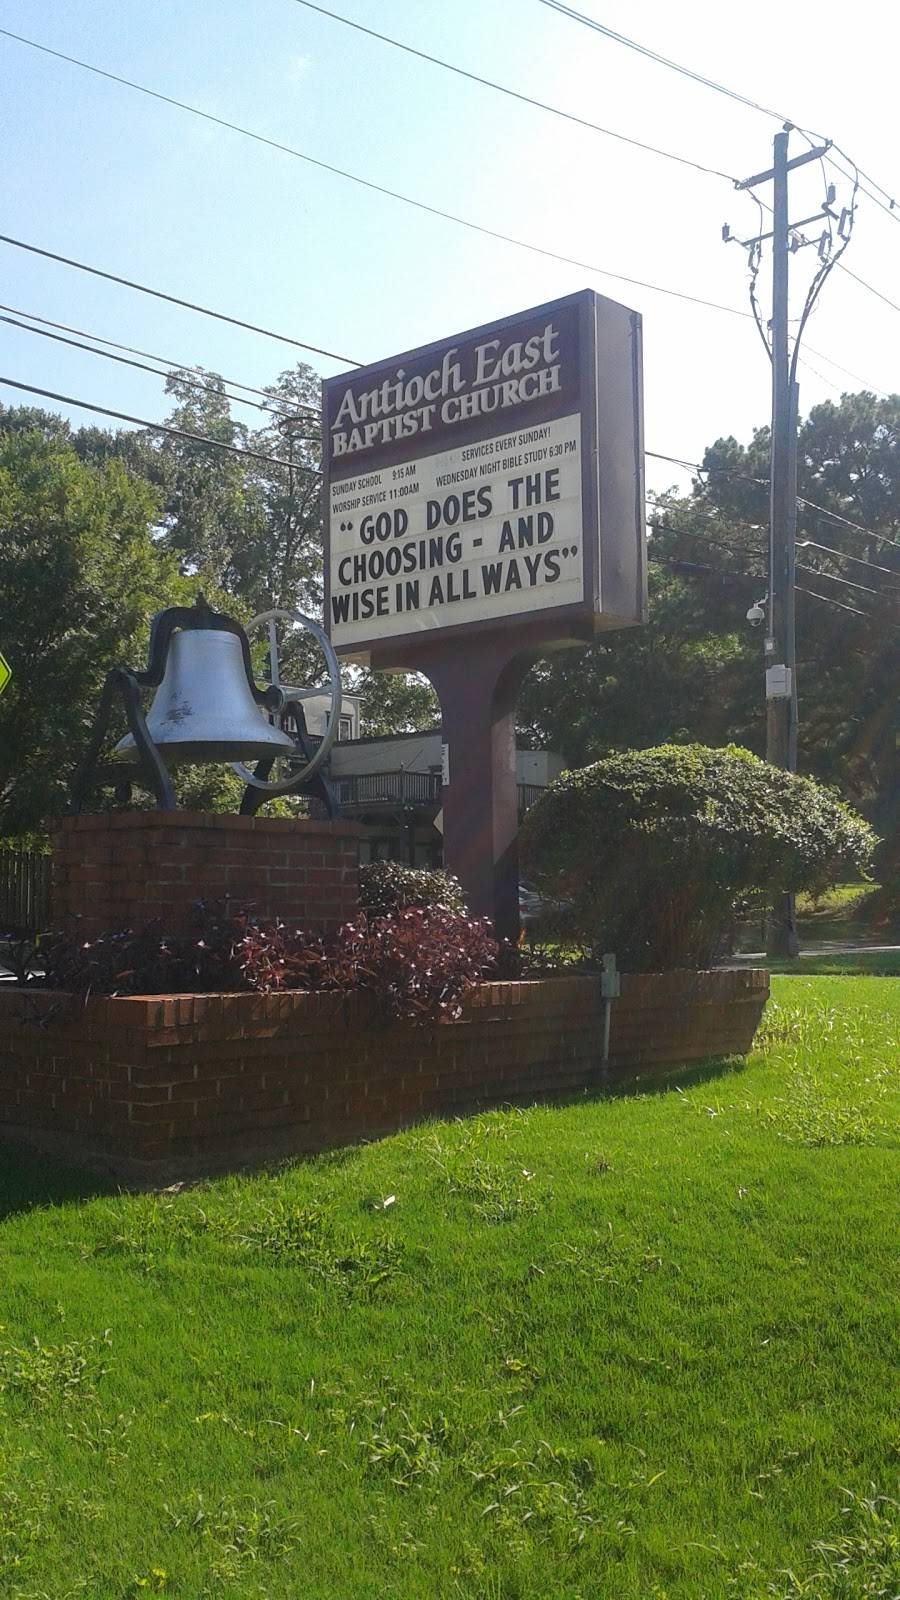 Antioch East
BAPTIST CHURCH
SUNDAY SCHOOL 9:15 AM
WORSHIP SERVICE 11:00AM
SERVICES EVERY SUNDAY!
WEDNESDAY NIGHT BIBLE STUDY 6:30 PM
"GOD DOES THE
CHOOSING - AND
WISE IN ALL WAYS"